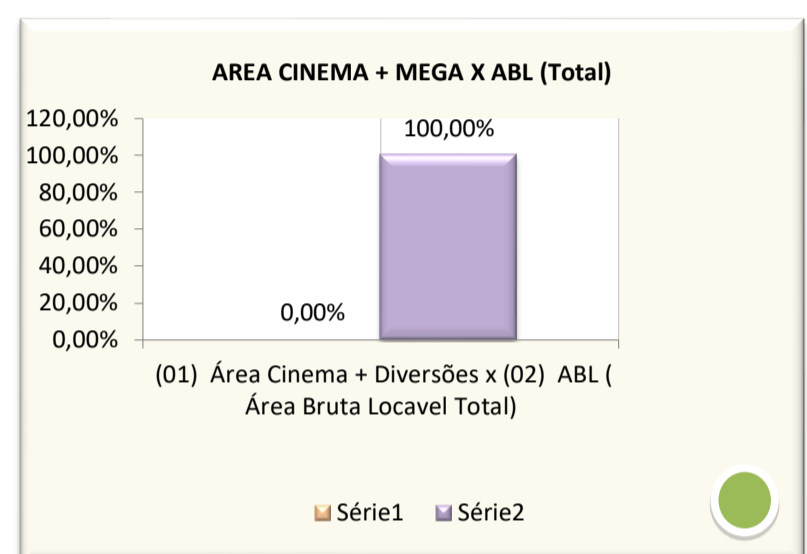 AREA CINEMA + MEGA X ABL (Total)
120,00%
100,00%
80,00%
60,00%
40,00%
20,00%
0,00%
100,00%
0,00%
(01)  Área Cinema + Diversões x (02)  ABL (
Área Bruta Locavel Total)
Série1
Série2